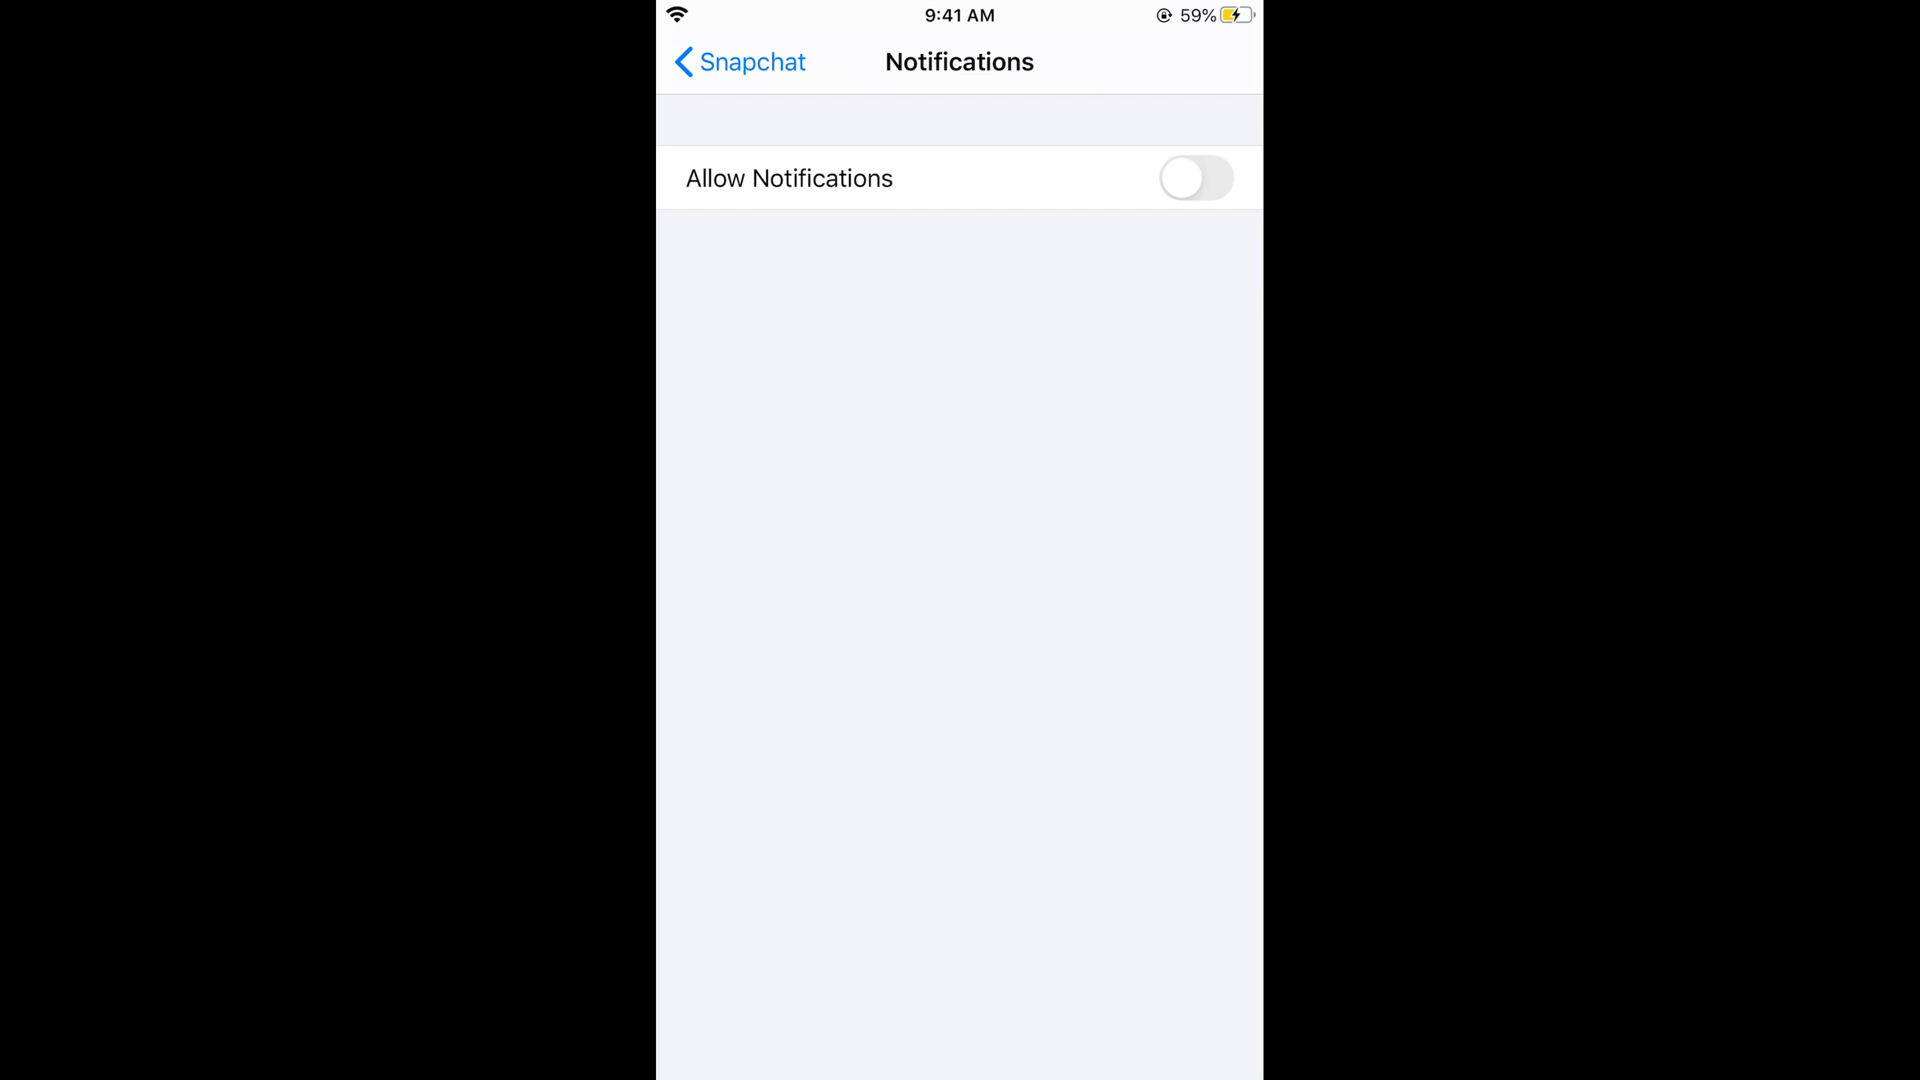 9:41 AM
59%
Snapchat
Notifications
Allow Notifications